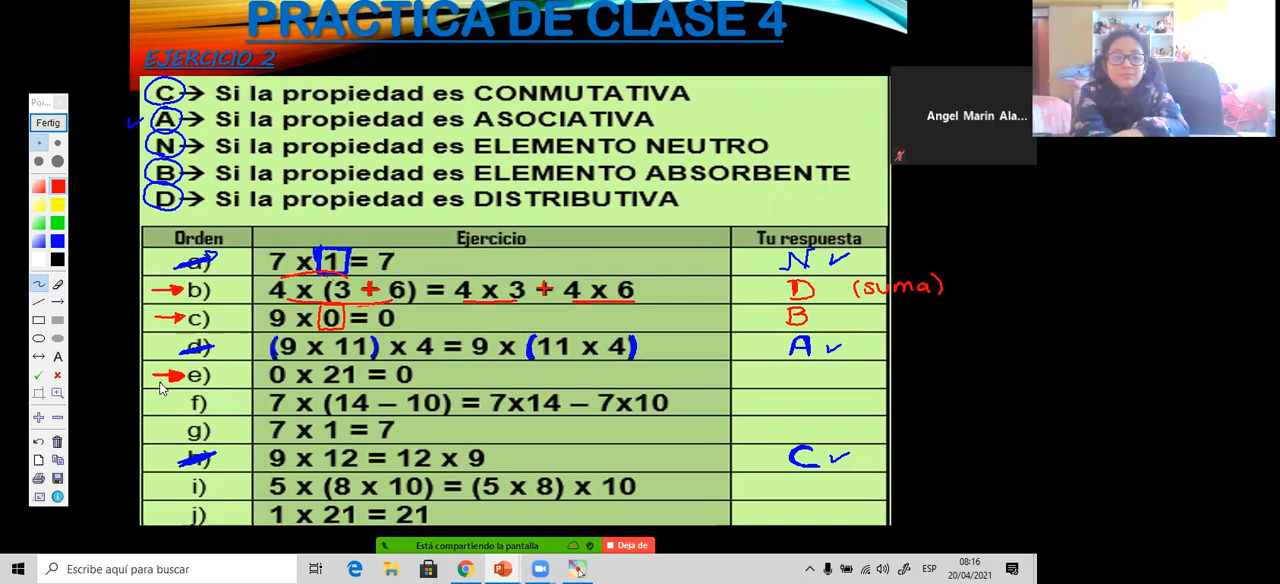 PRACTICA DE CLASE 4
EJERCICIO 2
C → Si la propiedad es CONMUTATIVA
A → Si la propiedad es ASOCIATIVA
N → Si la propiedad es ELEMENTO NEUTRO
B → Si la propiedad es ELEMENTO ABSORBENTE
D → Si la propiedad es DISTRIBUTIVA
Orden Ejercicio Tu respuesta
a) 7 x 1 = 7 N ✓
b) 4 x (3 + 6) = 4 x 3 + 4 x 6 D (suma)
c) 9 x 0 = 0 B
d) (9 x 11) x 4 = 9 x (11 x 4) A ✓
e) 0 x 21 = 0
f) 7 x (14 – 10) = 7x14 – 7x10
g) 7 x 1 = 7
h) 9 x 12 = 12 x 9 C ✓
i) 5 x (8 x 10) = (5 x 8) x 10
j) 1 x 21 = 21
Poi...
Fertig
A
Angel Marin Ala...
Está compartiendo la pantalla
Deja de
Escribe aquí para buscar
ESP
08:16
20/04/2021